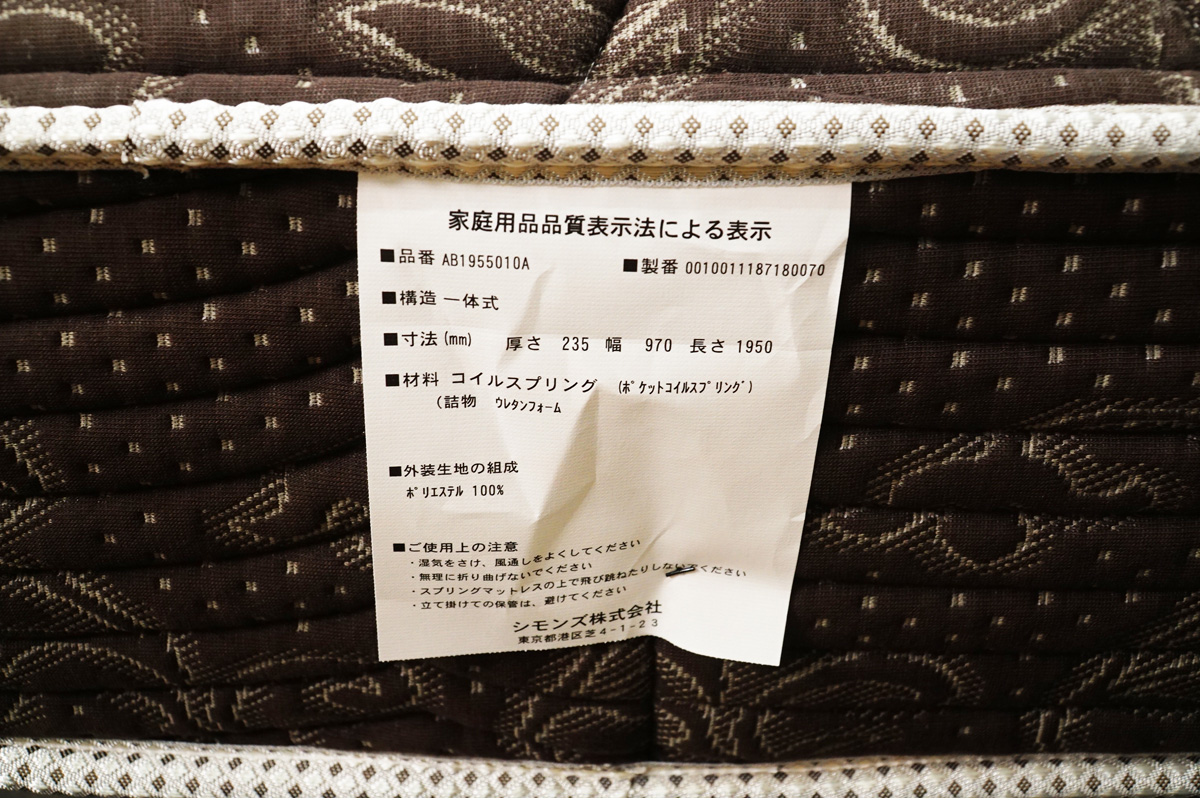 家庭用品品質表示法による表示
■品番 AB1955010A ■製番 0010011187180070
■構造 一体式
■寸法(mm) 厚さ 235 幅 970 長さ 1950
■材料 コイルスプリング (ﾎﾟｹｯﾄｺｲﾙｽﾌﾟﾘﾝｸﾞ)
(詰物 ｳﾚﾀﾝﾌｫｰﾑ
■外装生地の組成
ﾎﾟﾘｴｽﾃﾙ 100%
■ご使用上の注意
・湿気をさけ、風通しをよくしてください
・無理に折り曲げないでください
・スプリングマットレスの上で飛び跳ねたりしないでください
・立て掛けての保管は、避けてください
シモンズ株式会社
東京都港区芝4-1-23